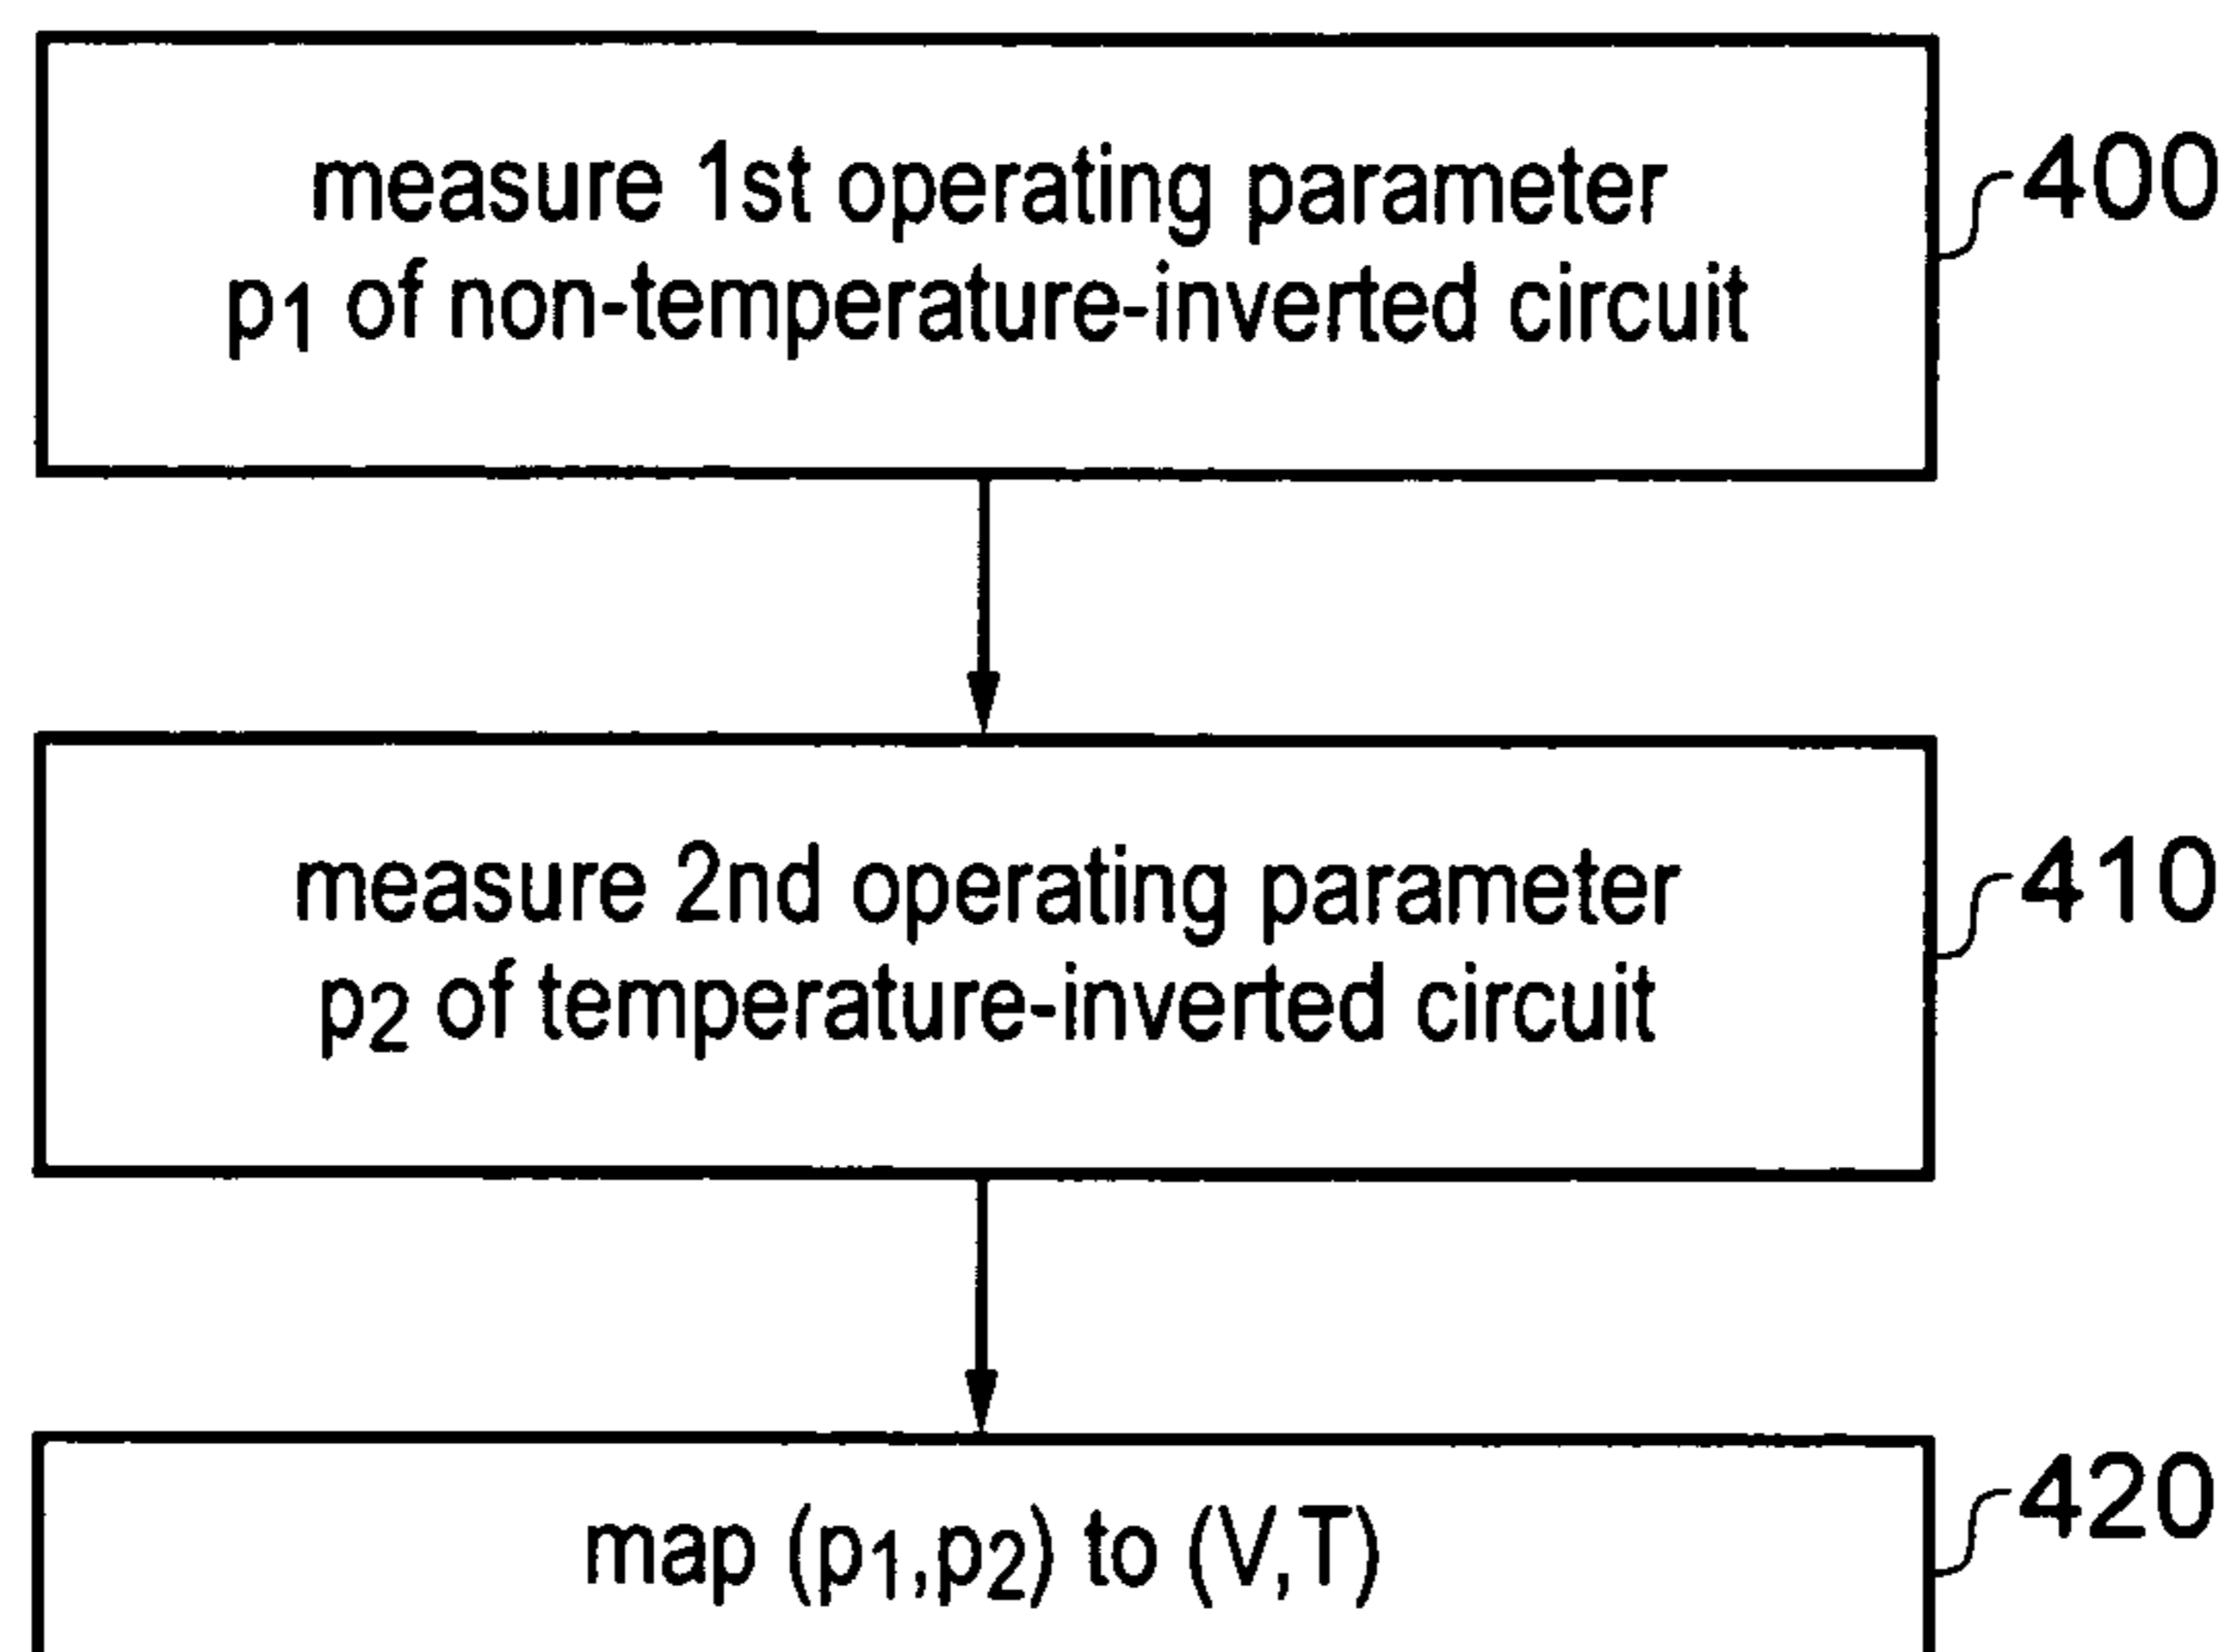 measure 1st operating parameter
p1 of non-temperature-inverted circuit
400
measure 2nd operating parameter
p2 of temperature-inverted circuit
410
map (p1,p2) to (V,T)
420